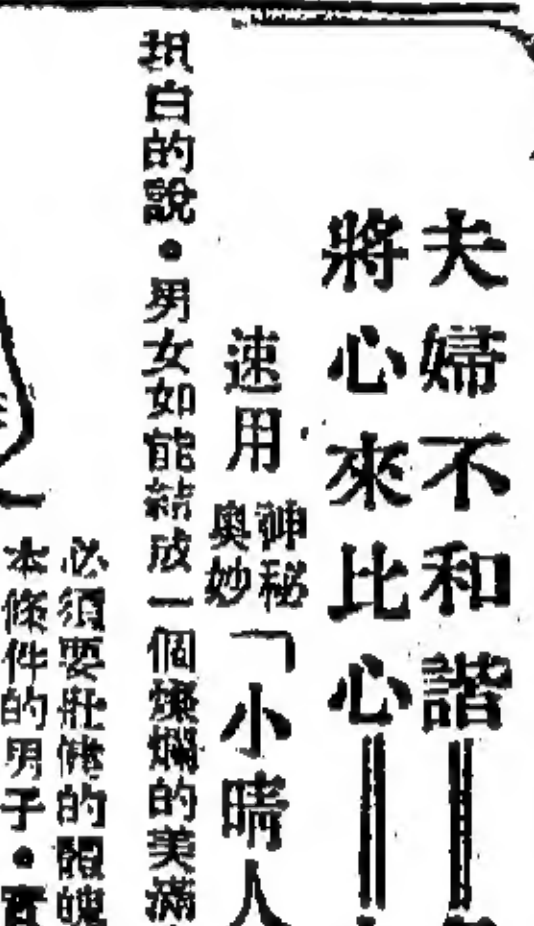 夫婦不和諧
將心來比心
速用神秘奧妙「小晴人
坦白的說。男女如能結成一個燦爛的美滿
必須要壯健的體魄
本條件的男子。實